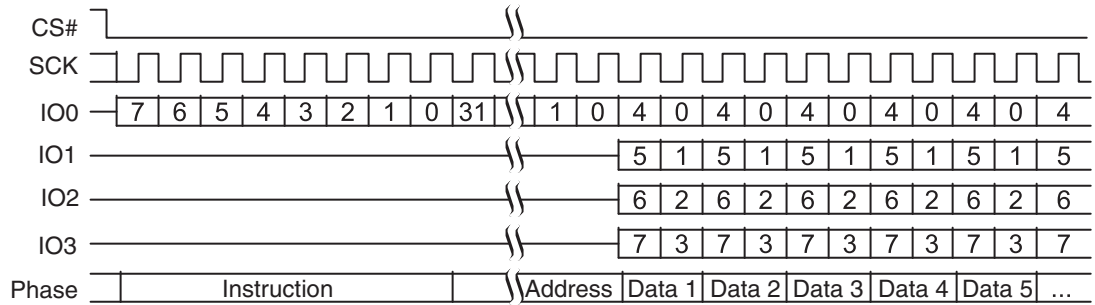 CS#
SCK
IO0 7 6 5 4 3 2 1 0 31 1 0 4 0 4 0 4 0 4 0 4 0 4
IO1 5 1 5 1 5 1 5 1 5 1 5
IO2 6 2 6 2 6 2 6 2 6 2 6
IO3 7 3 7 3 7 3 7 3 7 3 7
Phase Instruction Address Data 1 Data 2 Data 3 Data 4 Data 5 ...